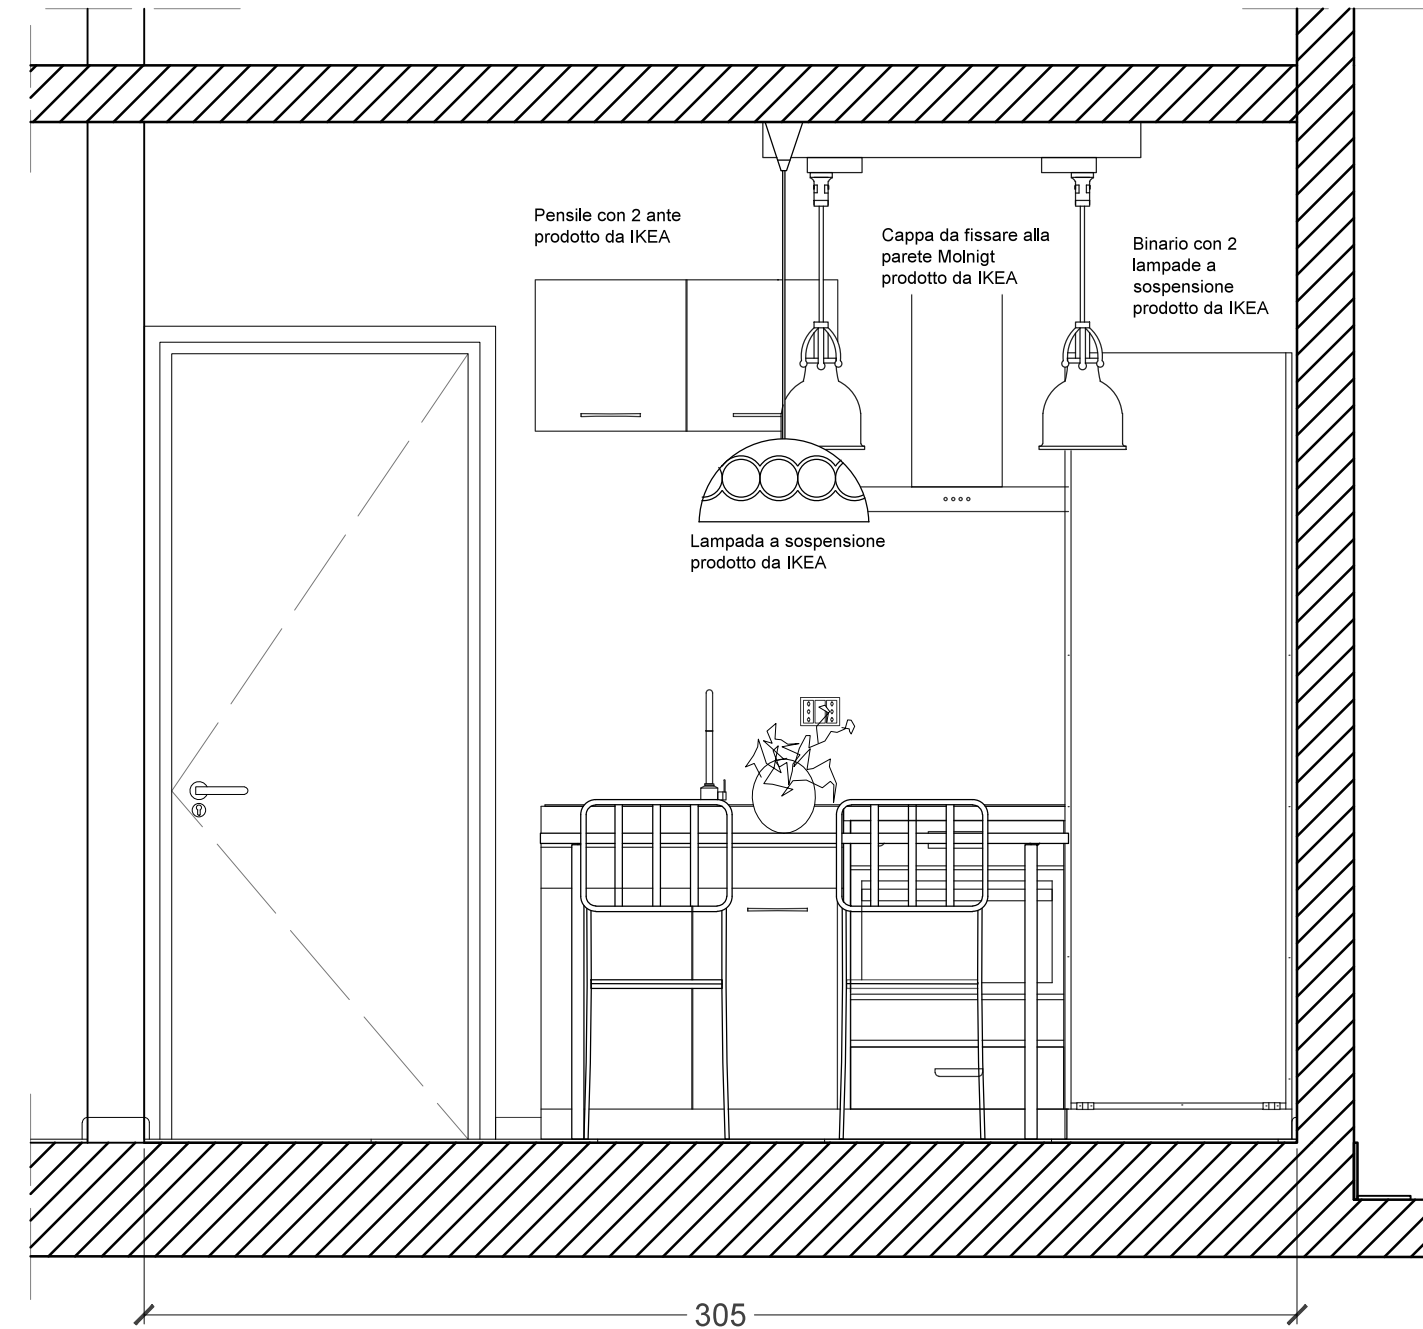 Pensile con 2 ante
prodotto da IKEA
Cappa da fissare alla
parete Molnigt
prodotto da IKEA
Binario con 2
lampade a
sospensione
prodotto da IKEA
Lampada a sospensione
prodotto da IKEA
305